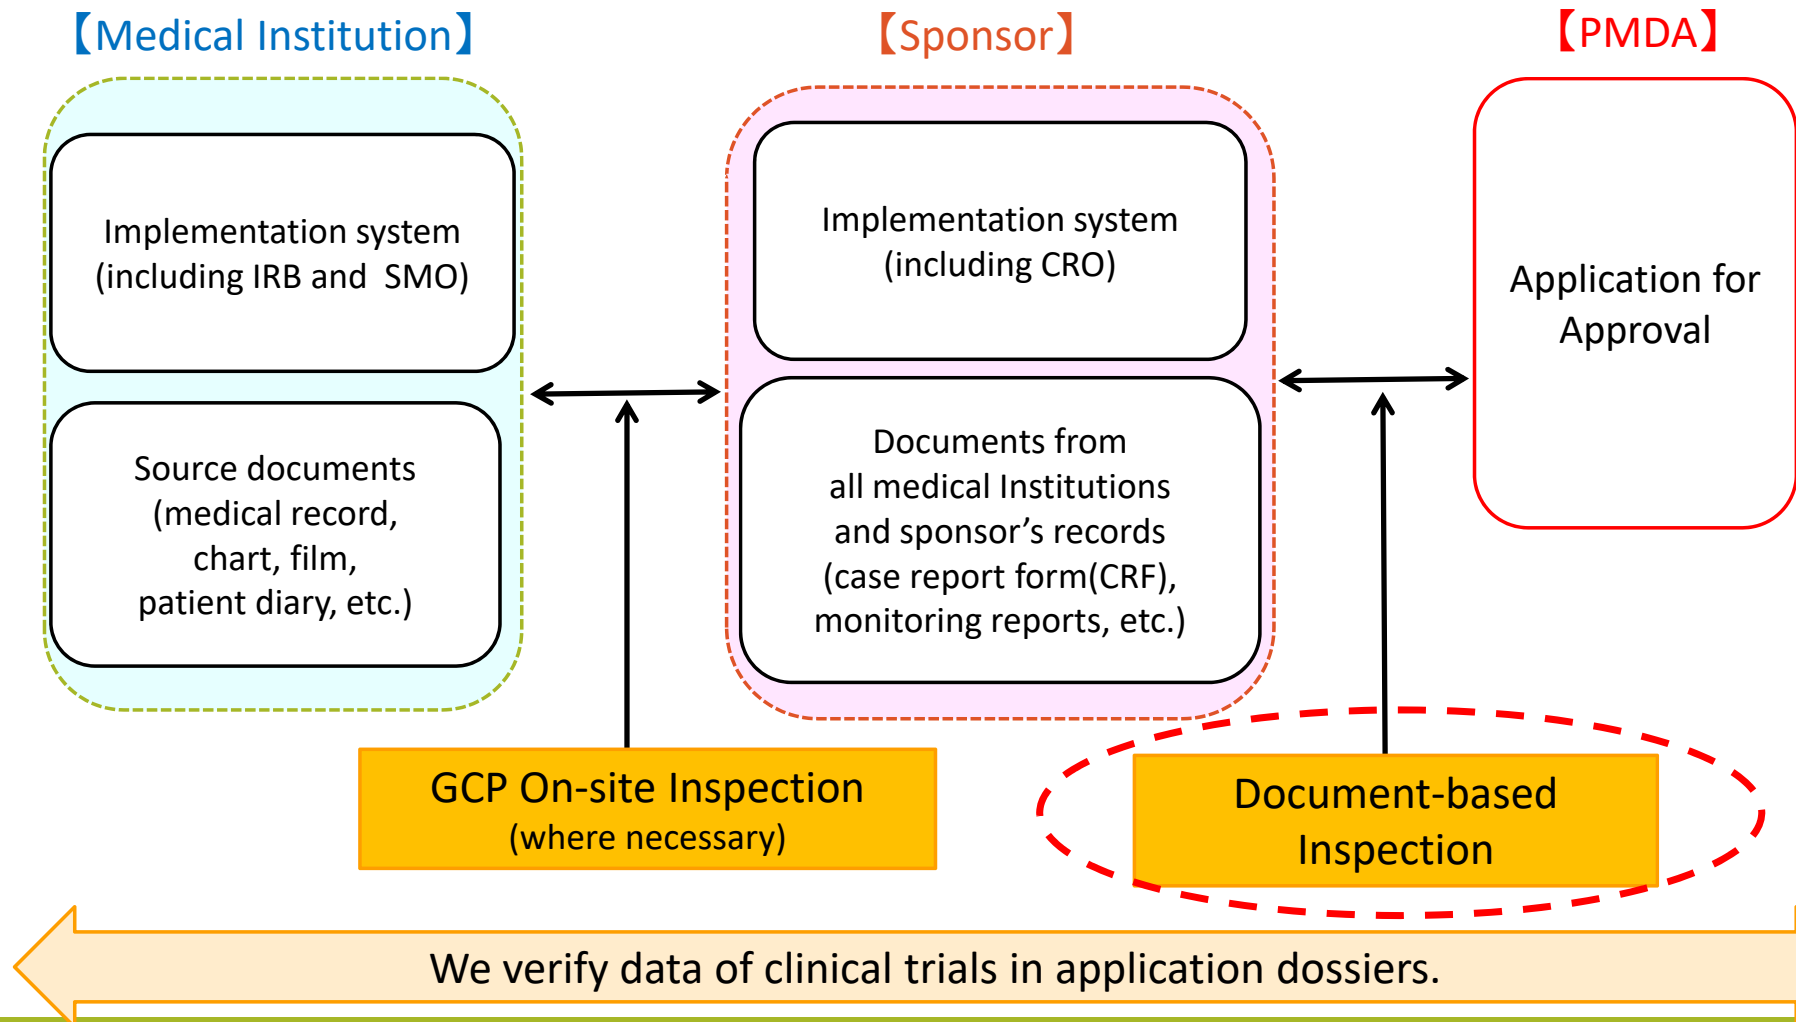 【Medical Institution】
【Sponsor】
【PMDA】
Implementation system
(including IRB and  SMO)
Source documents
(medical record,
chart, film,
patient diary, etc.)
Implementation system
(including CRO)
Documents from
all medical Institutions
and sponsor’s records
(case report form(CRF),
monitoring reports, etc.)
Application for
Approval
GCP On-site Inspection
(where necessary)
Document-based
Inspection
We verify data of clinical trials in application dossiers.